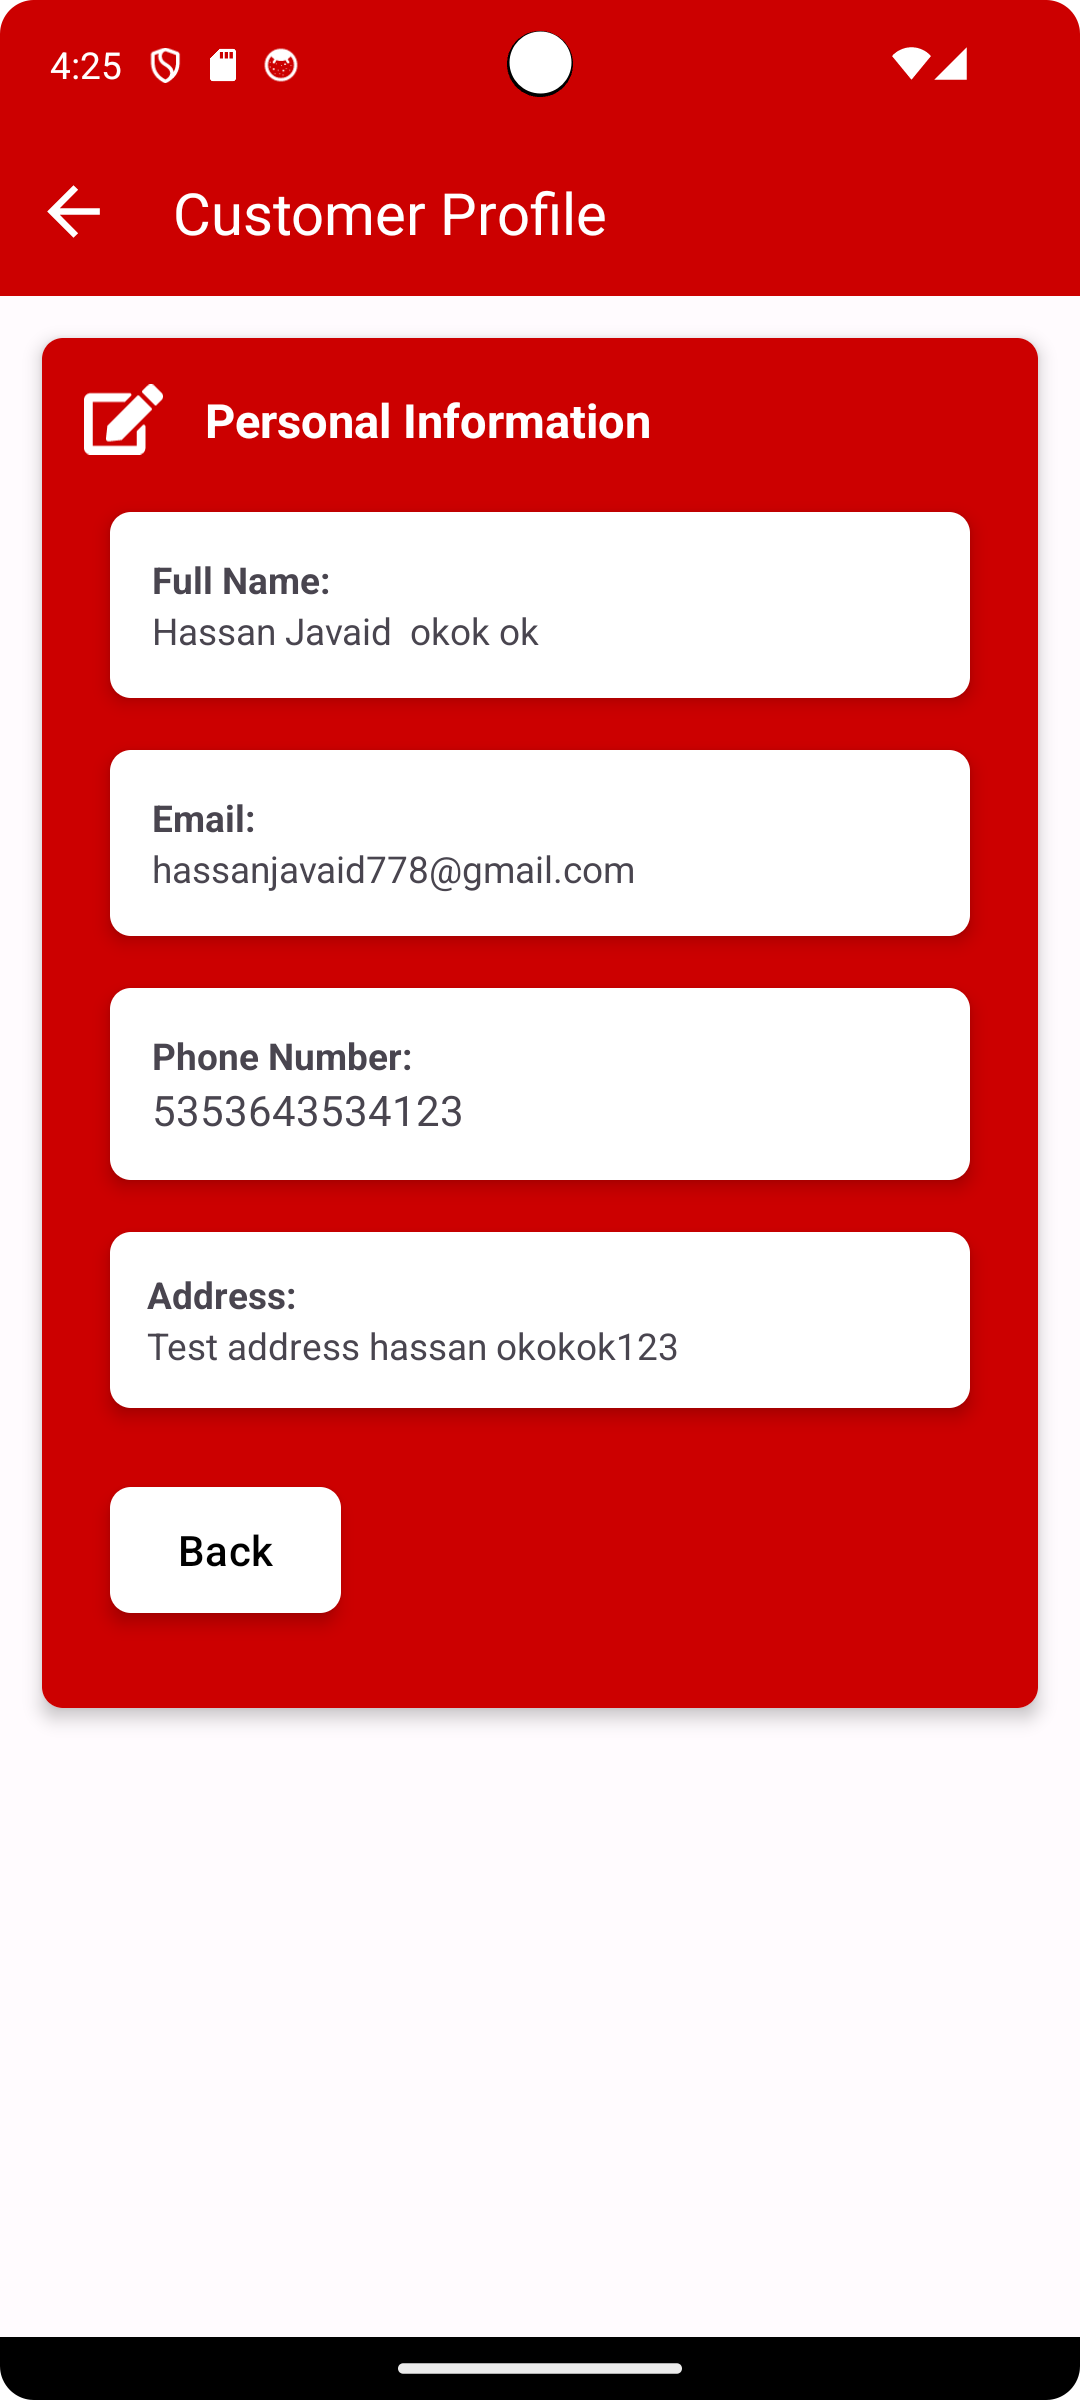 4:25
Customer Profile
Personal Information
Full Name:
Hassan Javaid  okok ok
Email:
hassanjavaid778@gmail.com
Phone Number:
5353643534123
Address:
Test address hassan okokok123
Back